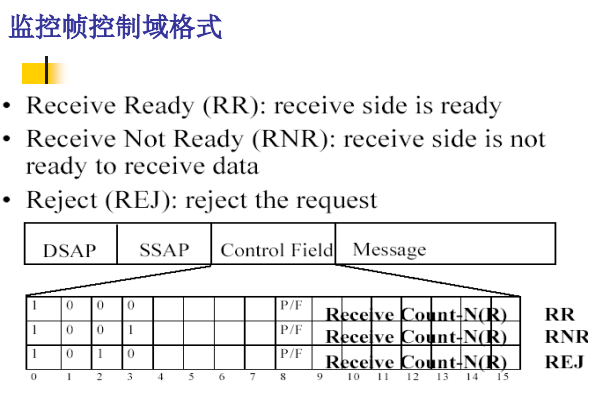 监控帧控制域格式
• Receive Ready (RR): receive side is ready
• Receive Not Ready (RNR): receive side is not
ready to receive data
• Reject (REJ): reject the request
DSAP SSAP Control Field Message
1 0 0 0 P/F Receive Count-N(R) RR
1 0 0 1 P/F Receive Count-N(R) RNR
1 0 1 0 P/F Receive Count-N(R) REJ
0 1 2 3 4 5 6 7 8 9 10 11 12 13 14 15